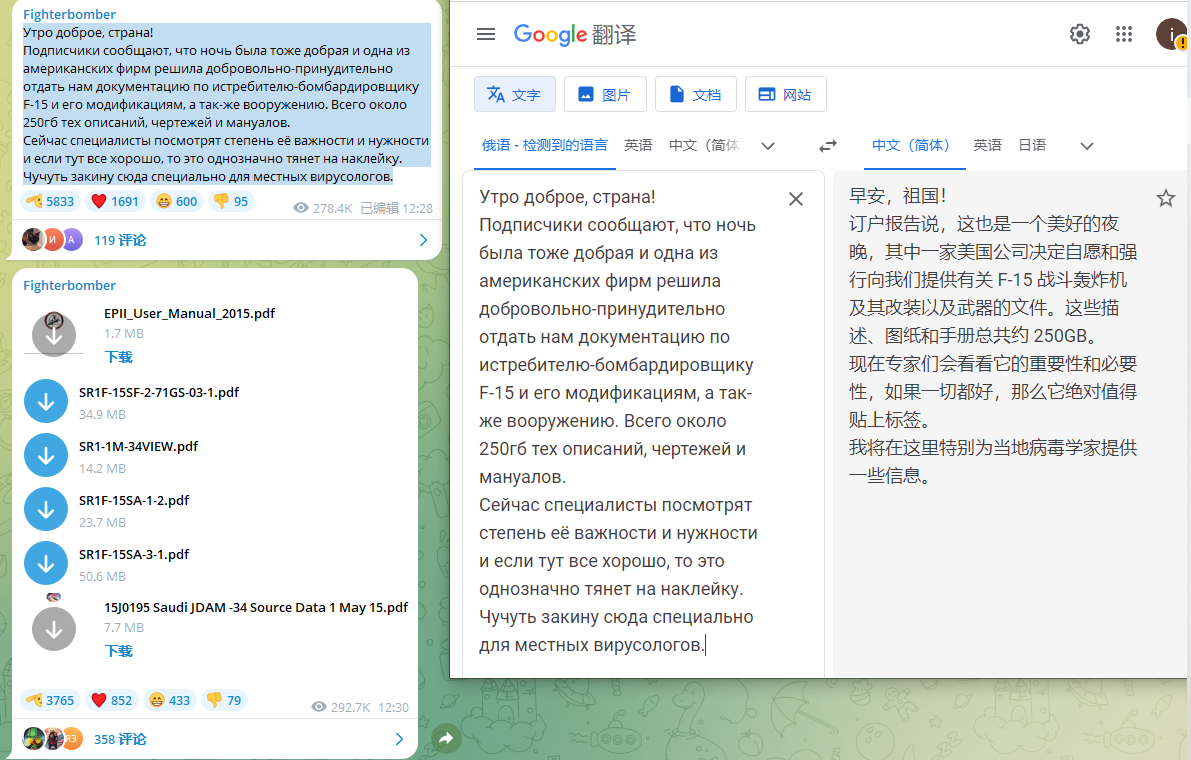 Fighterbomber
Утро доброе, страна!
Подписчики сообщают, что ночь была тоже добрая и одна из
американских фирм решила добровольно-принудительно
отдать нам документацию по истребителю-бомбардировщику
F-15 и его модификациям, а так-же вооружению. Всего около
250гб тех описаний, чертежей и мануалов.
Сейчас специалисты посмотрят степень её важности и нужности
и если тут все хорошо, то это однозначно тянет на наклейку.
Чучуть закину сюда специально для местных вирусологов.
5833 1691 600 95 278.4K 已编辑 12:28
И А 119 评论
Fighterbomber
EPII_User_Manual_2015.pdf
1.7 MB
下载
SR1F-15SF-2-71GS-03-1.pdf
34.9 MB
SR1-1M-34VIEW.pdf
14.2 MB
SR1F-15SA-1-2.pdf
23.7 MB
SR1F-15SA-3-1.pdf
50.6 MB
15J0195 Saudi JDAM -34 Source Data 1 May 15.pdf
7.7 MB
下载
3765 852 433 79 292.7K 12:30
ЯЭ 358 评论
Google 翻译
i
文字 图片 文档 网站
俄语 - 检测到的语言 英语 中文（简体 中文（简体） 英语 日语
Утро доброе, страна!
Подписчики сообщают, что ночь
была тоже добрая и одна из
американских фирм решила
добровольно-принудительно
отдать нам документацию по
истребителю-бомбардировщику
F-15 и его модификациям, а так-
же вооружению. Всего около
250гб тех описаний, чертежей и
мануалов.
Сейчас специалисты посмотрят
степень её важности и нужности
и если тут все хорошо, то это
однозначно тянет на наклейку.
Чучуть закину сюда специально
для местных вирусологов.
早安，祖国！
订户报告说，这也是一个美好的夜
晚，其中一家美国公司决定自愿和强
行向我们提供有关 F-15 战斗轰炸机
及其改装以及武器的文件。这些描
述、图纸和手册总共约 250GB。
现在专家们会看看它的重要性和必要
性，如果一切都好，那么它绝对值得
贴上标签。
我将在这里特别为当地病毒学家提供
一些信息。